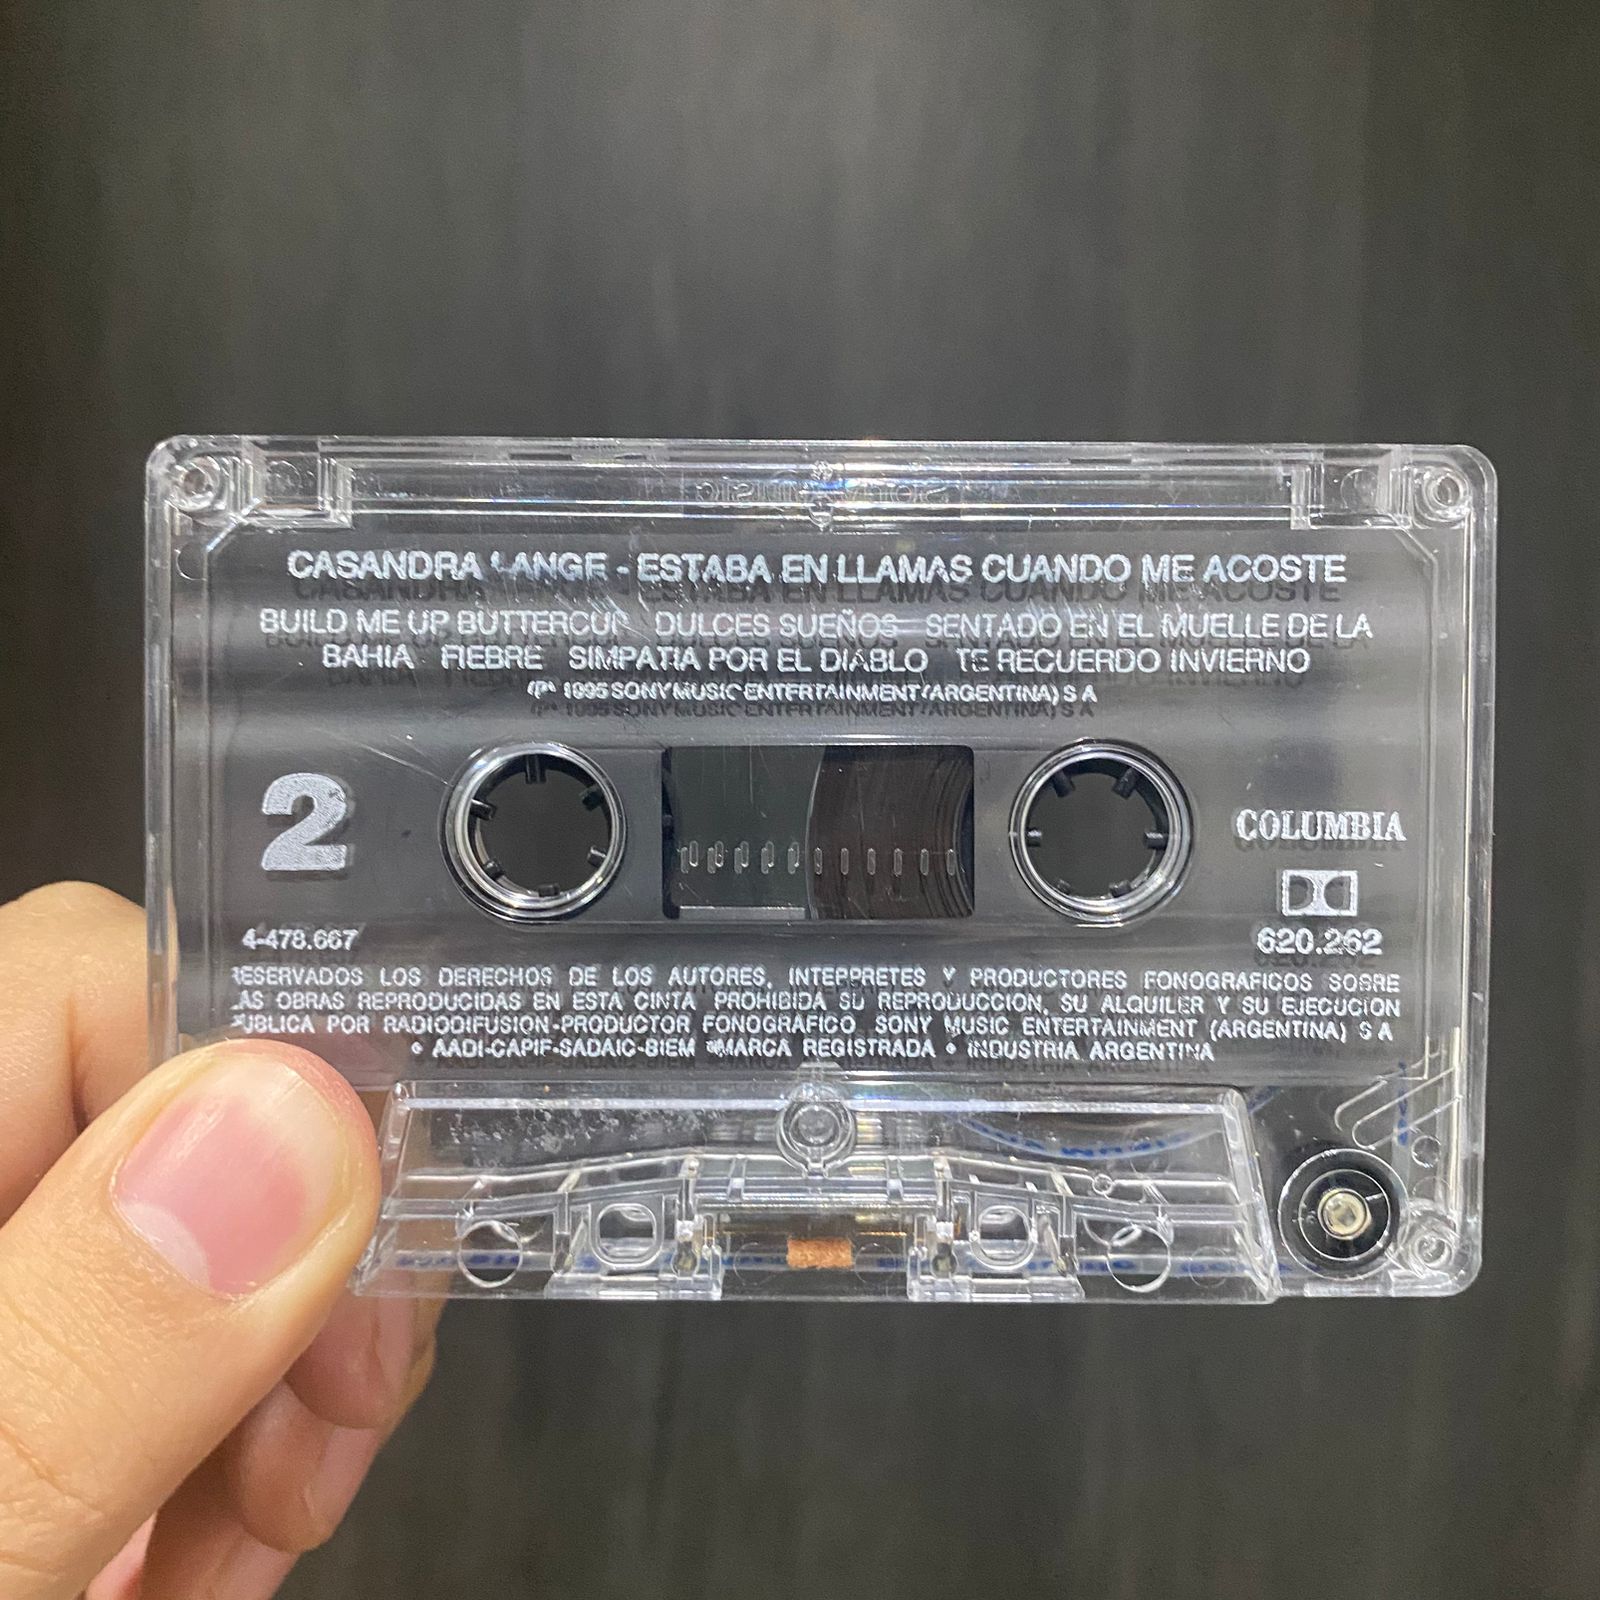 CASANDRA LANGE - ESTABA EN LLAMAS CUANDO ME ACOSTE
BUILD ME UP BUTTERCUP DULCES SUEÑOS SENTADO EN EL MUELLE DE LA
BAHIA FIEBRE SIMPATIA POR EL DIABLO TE RECUERDO INVIERNO
(P) 1995 SONY MUSIC ENTERTAINMENT (ARGENTINA) S A
2
COLUMBIA
4-478.667
620.262
RESERVADOS LOS DERECHOS DE LOS AUTORES, INTERPRETES Y PRODUCTORES FONOGRAFICOS SOBRE
LAS OBRAS REPRODUCIDAS EN ESTA CINTA PROHIBIDA SU REPRODUCCION, SU ALQUILER Y SU EJECUCION
PUBLICA POR RADIODIFUSION-PRODUCTOR FONOGRAFICO SONY MUSIC ENTERTAINMENT (ARGENTINA) S A
• AADI-CAPIF-SADAIC-BIEM ®MARCA REGISTRADA • INDUSTRIA ARGENTINA